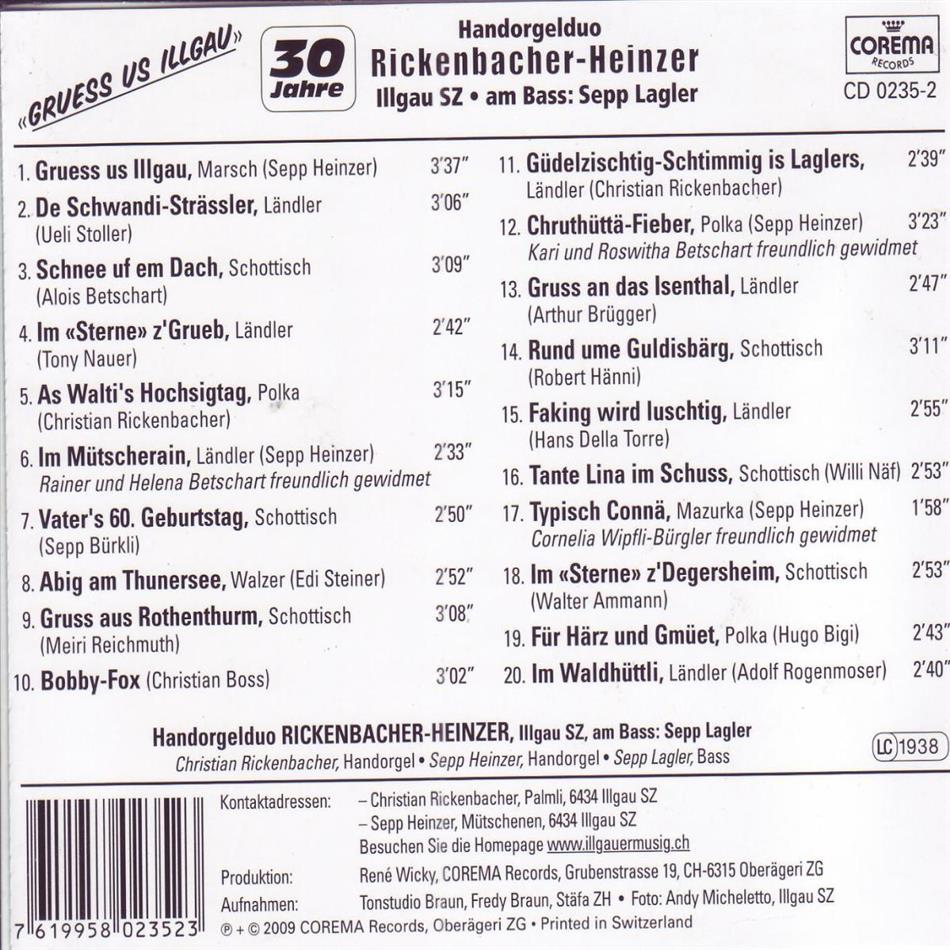 «GRUESS US ILLGAU»
30
Jahre
Handorgelduo
Rickenbacher-Heinzer
Illgau SZ • am Bass: Sepp Lagler
COREMA
RECORDS
CD 0235-2
1. Gruess us Illgau, Marsch (Sepp Heinzer) 3'37"
2. De Schwandi-Strässler, Ländler 3'06"
(Ueli Stoller)
3. Schnee uf em Dach, Schottisch 3'09"
(Alois Betschart)
4. Im «Sterne» z'Grueb, Ländler 2'42"
(Tony Nauer)
5. As Walti's Hochsigtag, Polka 3'15"
(Christian Rickenbacher)
6. Im Mütscherain, Ländler (Sepp Heinzer) 2'33"
Rainer und Helena Betschart freundlich gewidmet
7. Vater's 60. Geburtstag, Schottisch 2'50"
(Sepp Bürkli)
8. Abig am Thunersee, Walzer (Edi Steiner) 2'52"
9. Gruss aus Rothenthurm, Schottisch 3'08"
(Meiri Reichmuth)
10. Bobby-Fox (Christian Boss) 3'02"
11. Güdelzischtig-Schtimmig is Laglers, 2'39"
Ländler (Christian Rickenbacher)
12. Chruthüttä-Fieber, Polka (Sepp Heinzer) 3'23"
Kari und Roswitha Betschart freundlich gewidmet
13. Gruss an das Isenthal, Ländler 2'47"
(Arthur Brügger)
14. Rund ume Guldisbärg, Schottisch 3'11"
(Robert Hänni)
15. Faking wird luschtig, Ländler 2'55"
(Hans Della Torre)
16. Tante Lina im Schuss, Schottisch (Willi Näf) 2'53"
17. Typisch Connä, Mazurka (Sepp Heinzer) 1'58"
Cornelia Wipfli-Bürgler freundlich gewidmet
18. Im «Sterne» z'Degersheim, Schottisch 2'53"
(Walter Ammann)
19. Für Härz und Gmüet, Polka (Hugo Bigi) 2'43"
20. Im Waldhüttli, Ländler (Adolf Rogenmoser) 2'40"
Handorgelduo RICKENBACHER-HEINZER, Illgau SZ, am Bass: Sepp Lagler
Christian Rickenbacher, Handorgel • Sepp Heinzer, Handorgel • Sepp Lagler, Bass
LC 1938
Kontaktadressen: – Christian Rickenbacher, Palmli, 6434 Illgau SZ
– Sepp Heinzer, Mütschenen, 6434 Illgau SZ
Besuchen Sie die Homepage www.illgauermusig.ch
Produktion: René Wicky, COREMA Records, Grubenstrasse 19, CH-6315 Oberägeri ZG
Aufnahmen: Tonstudio Braun, Fredy Braun, Stäfa ZH • Foto: Andy Micheletto, Illgau SZ
℗ + © 2009 COREMA Records, Oberägeri ZG • Printed in Switzerland
7 619958 023523